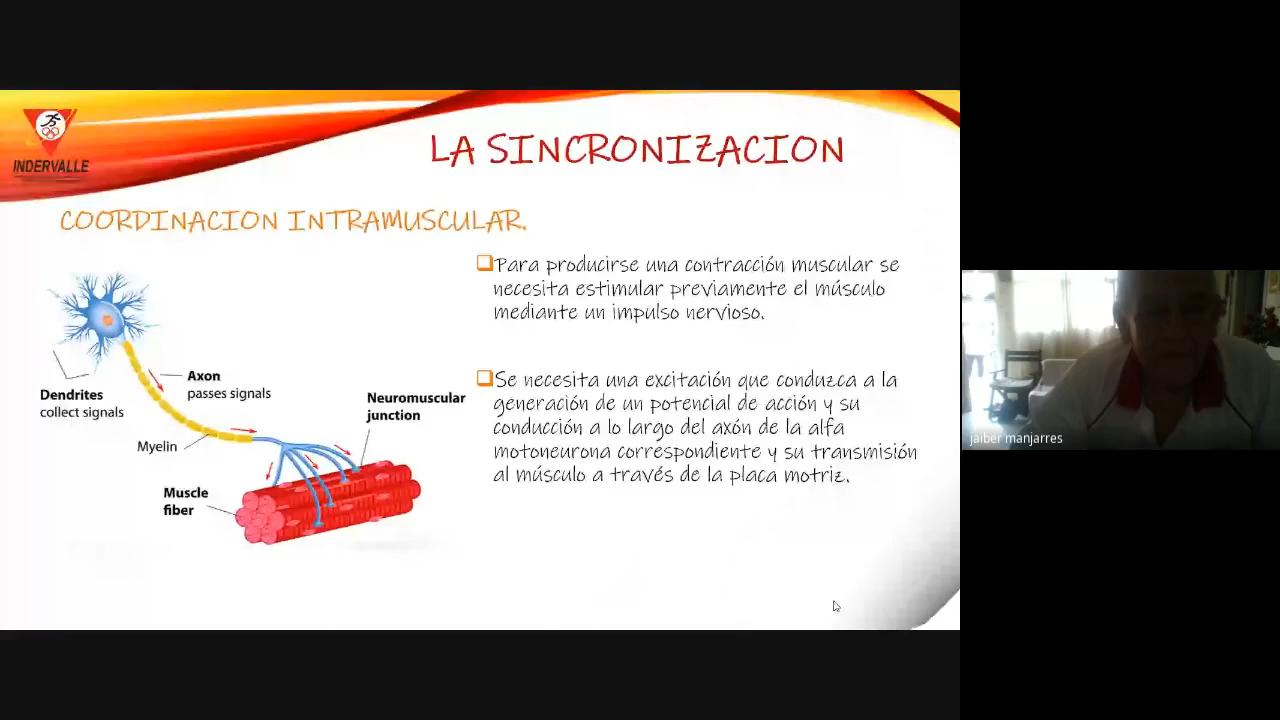 INDERVALLE
LA SINCRONIZACION
COORDINACION INTRAMUSCULAR.
Para producirse una contracción muscular se
necesita estimular previamente el músculo
mediante un impulso nervioso.
Se necesita una excitación que conduzca a la
generación de un potencial de acción y su
conducción a lo largo del axón de la alfa
motoneurona correspondiente y su transmisión
al músculo a través de la placa motriz.
Dendrites
collect signals
Axon
passes signals
Myelin
Neuromuscular
junction
Muscle
fiber
jaiber manjarres